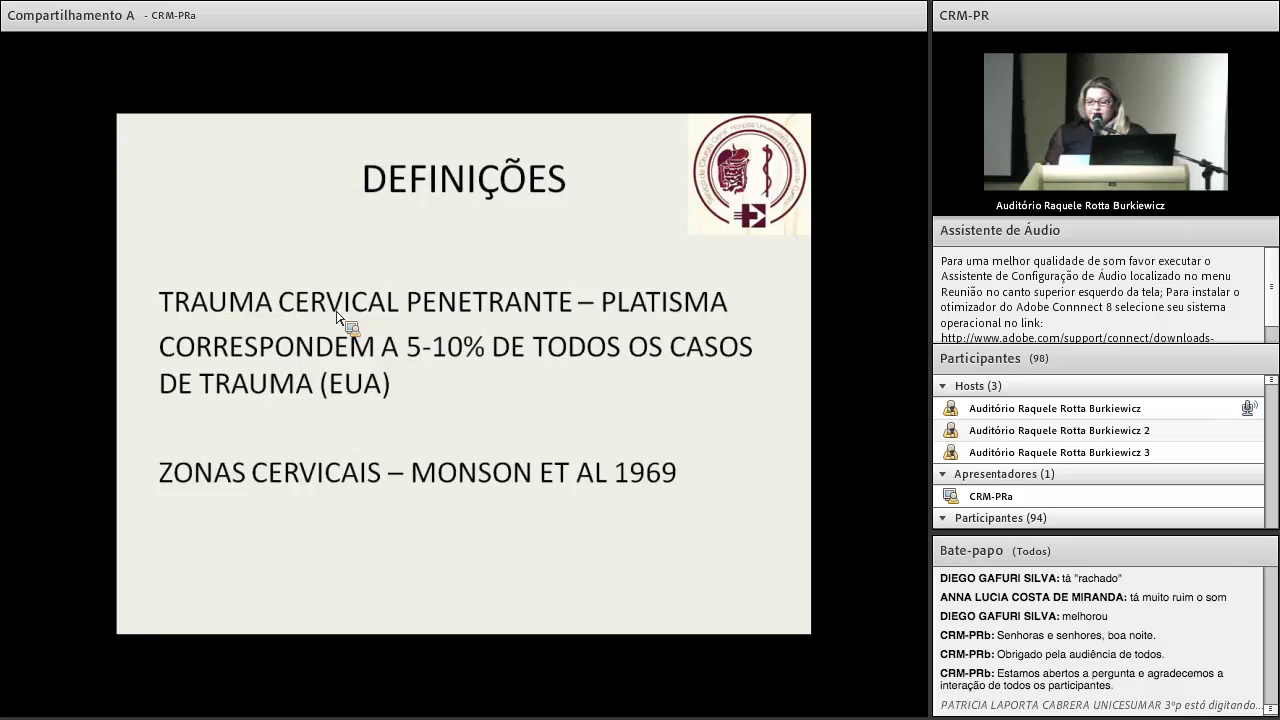 Compartilhamento A - CRM-PRa
DEFINIÇÕES
TRAUMA CERVICAL PENETRANTE – PLATISMA
CORRESPONDEM A 5-10% DE TODOS OS CASOS
DE TRAUMA (EUA)
ZONAS CERVICAIS – MONSON ET AL 1969
CRM-PR
Auditório Raquele Rotta Burkiewicz
Assistente de Áudio
Para uma melhor qualidade de som favor executar o
Assistente de Configuração de Áudio localizado no menu
Reunião no canto superior esquerdo da tela; Para instalar o
otimizador do Adobe Connnect 8 selecione seu sistema
operacional no link:
http://www.adobe.com/support/connect/downloads-
Participantes (98)
Hosts (3)
Auditório Raquele Rotta Burkiewicz
Auditório Raquele Rotta Burkiewicz 2
Auditório Raquele Rotta Burkiewicz 3
Apresentadores (1)
CRM-PRa
Participantes (94)
Bate-papo (Todos)
DIEGO GAFURI SILVA: tá "rachado"
ANNA LUCIA COSTA DE MIRANDA: tá muito ruim o som
DIEGO GAFURI SILVA: melhorou
CRM-PRb: Senhoras e senhores, boa noite.
CRM-PRb: Obrigado pela audiência de todos.
CRM-PRb: Estamos abertos a pergunta e agradecemos a
interação de todos os participantes.
PATRICIA LAPORTA CABRERA UNICESUMAR 3ºp está digitando...